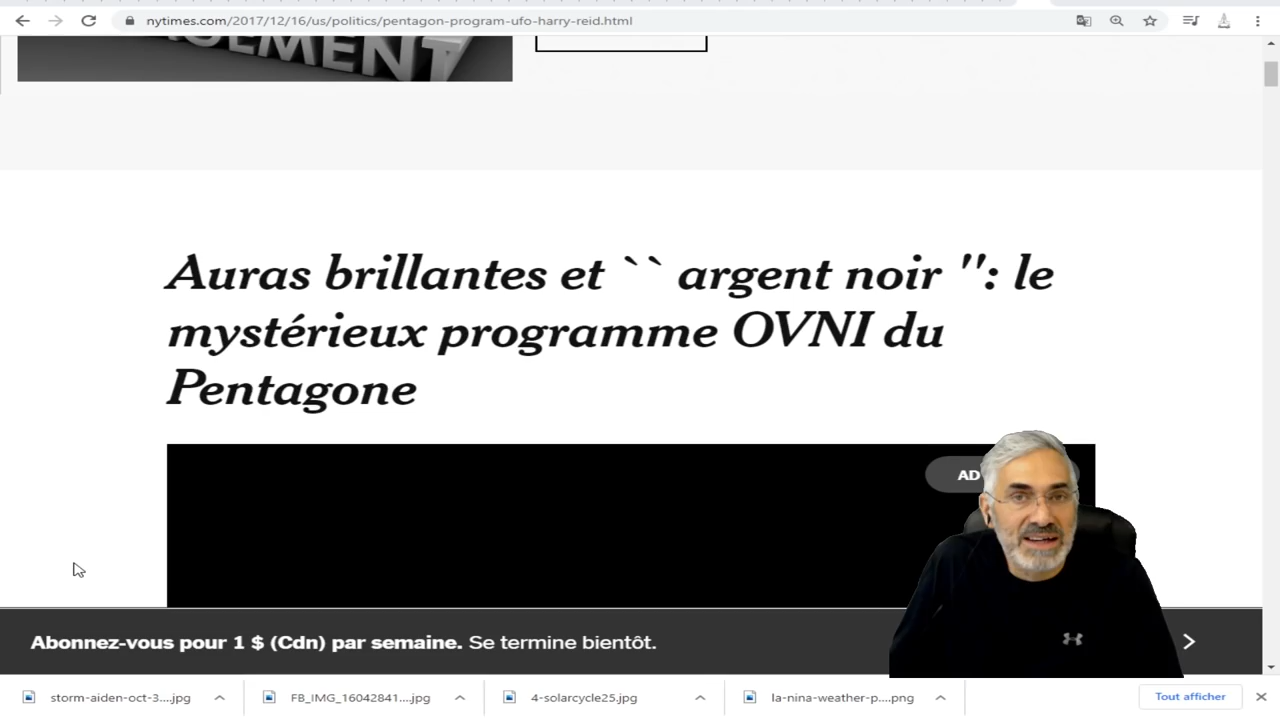 nytimes.com/2017/12/16/us/politics/pentagon-program-ufo-harry-reid.html
Auras brillantes et `` argent noir '': le
mystérieux programme OVNI du
Pentagone
AD
Abonnez-vous pour 1 $ (Cdn) par semaine. Se termine bientôt.
storm-aiden-oct-3....jpg FB_IMG_16042841....jpg 4-solarcycle25.jpg la-nina-weather-p....png Tout afficher